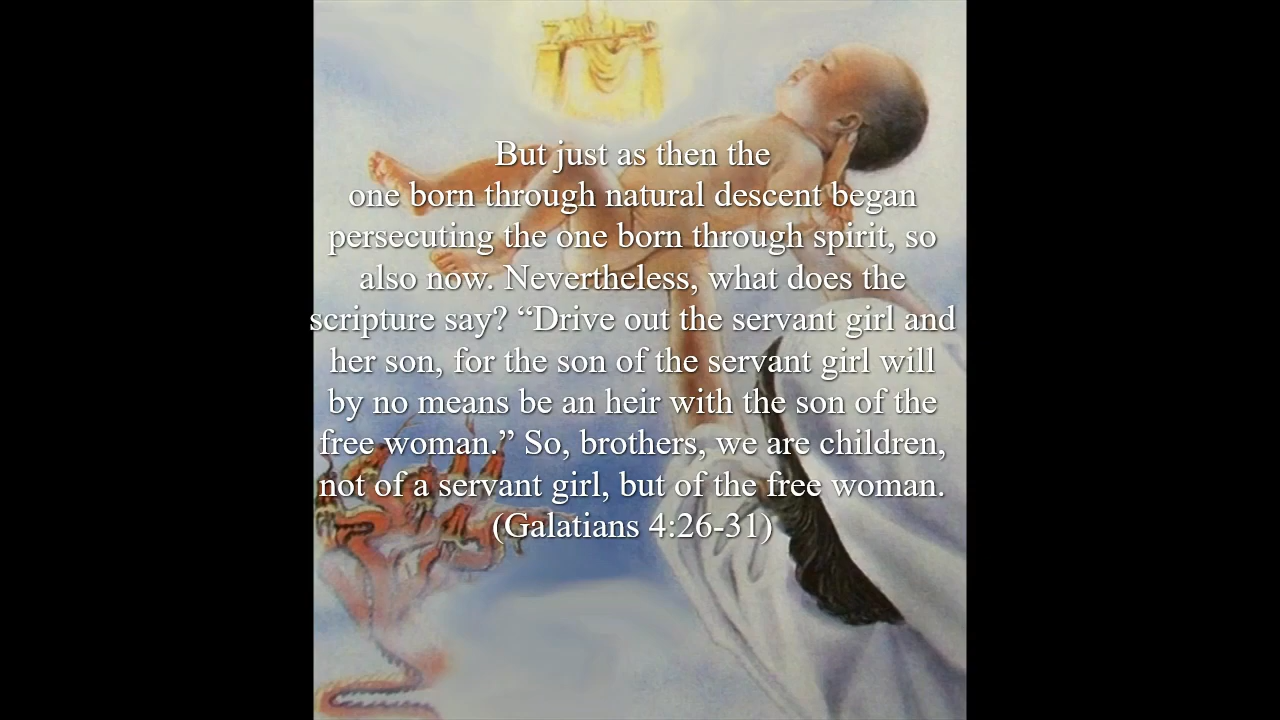 But just as then the
one born through natural descent began
persecuting the one born through spirit, so
also now. Nevertheless, what does the
scripture say? “Drive out the servant girl and
her son, for the son of the servant girl will
by no means be an heir with the son of the
free woman.” So, brothers, we are children,
not of a servant girl, but of the free woman.
(Galatians 4:26-31)